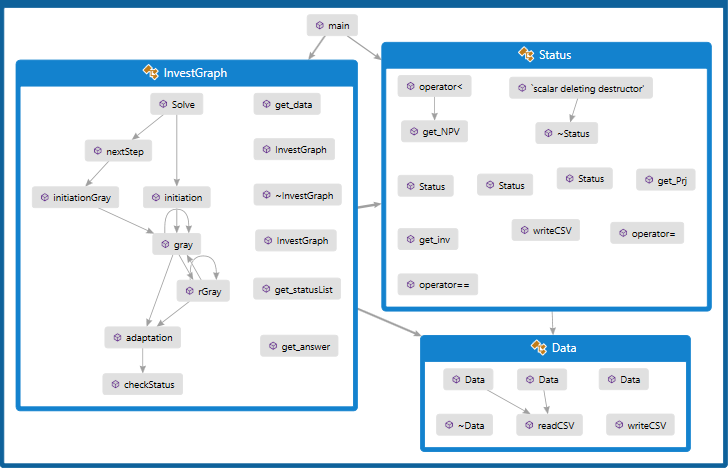 main
InvestGraph
Solve
get_data
nextStep
InvestGraph
initiationGray
initiation
~InvestGraph
gray
InvestGraph
rGray
get_statusList
adaptation
get_answer
checkStatus
Status
operator<
`scalar deleting destructor'
get_NPV
~Status
Status
Status
Status
get_Prj
get_inv
writeCSV
operator=
operator==
Data
Data
Data
Data
~Data
readCSV
writeCSV